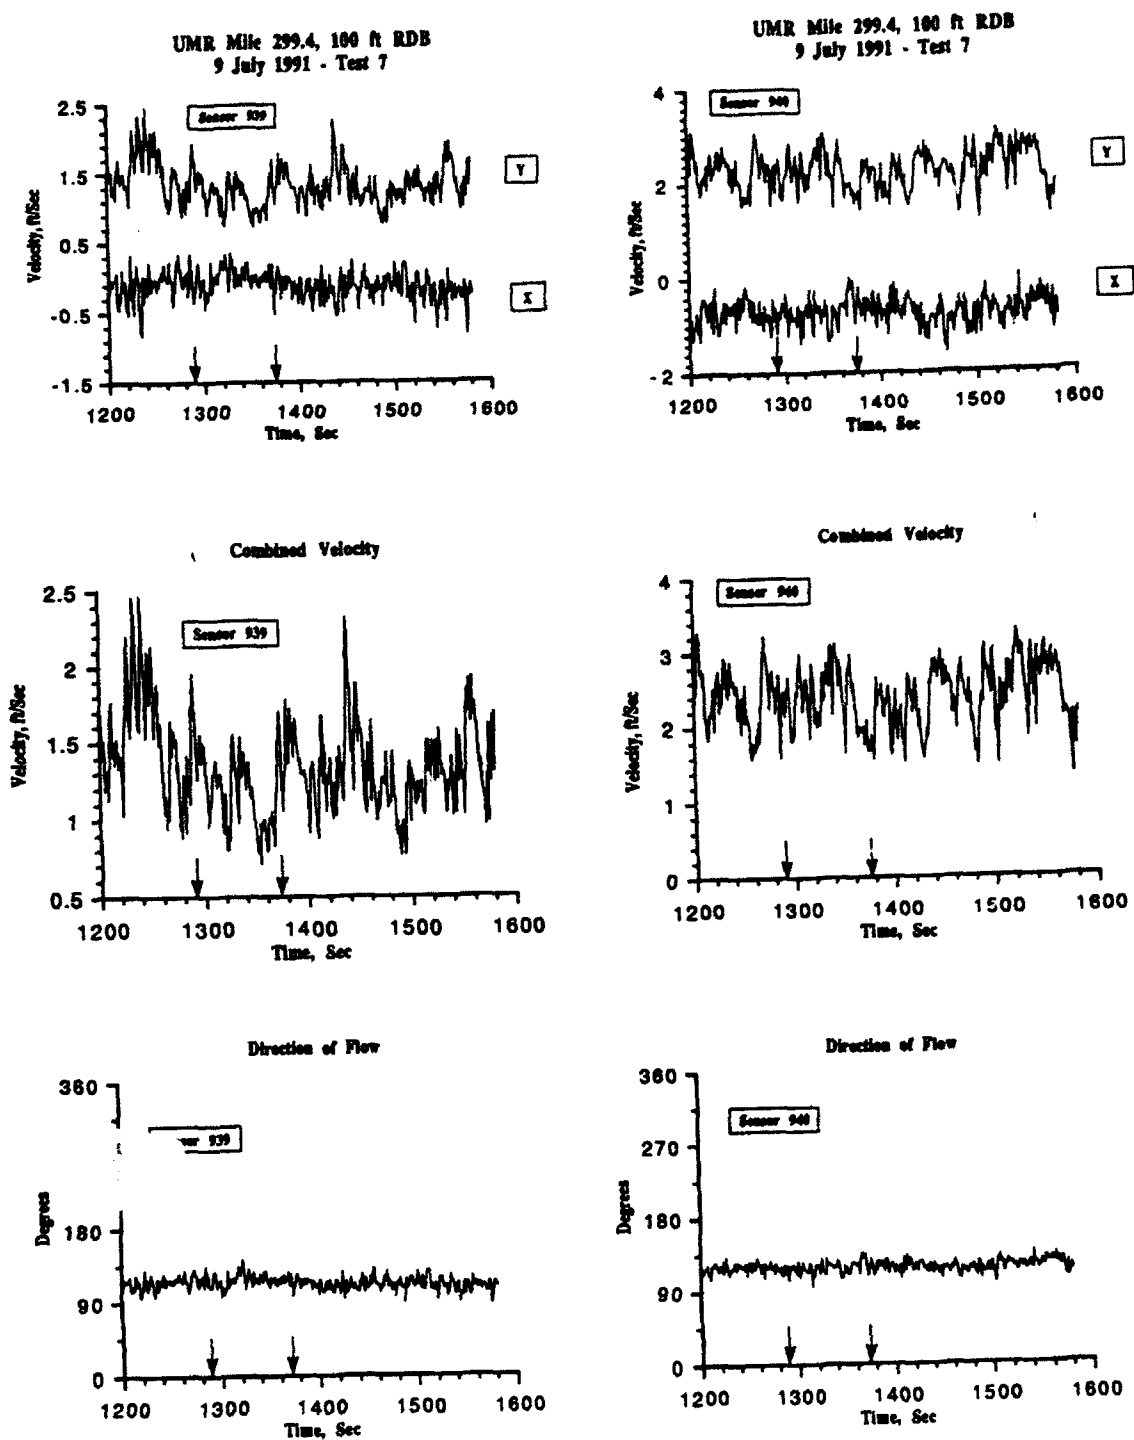 UMR Mile 299.4, 100 ft RDB
9 July 1991 - Test 7
2.5
1.5
0.5
-0.5
-1.5
Velocity, ft/Sec
Sensor 939
Y
X
1200 1300 1400 1500 1600
Time, Sec
UMR Mile 299.4, 100 ft RDB
9 July 1991 - Test 7
4
2
0
-2
Velocity, ft/Sec
Sensor 940
Y
X
1200 1300 1400 1500 1600
Time, Sec
Combined Velocity
2.5
2
1.5
1
0.5
Velocity, ft/Sec
Sensor 939
1200 1300 1400 1500 1600
Time, Sec
Combined Velocity
4
3
2
1
0
Velocity, ft/Sec
Sensor 940
1200 1300 1400 1500 1600
Time, Sec
Direction of Flow
360
180
90
0
Degrees
939
1200 1300 1400 1500 1600
Time, Sec
Direction of Flow
360
270
180
90
0
Degrees
Sensor 940
1200 1300 1400 1500 1600
Time, Sec